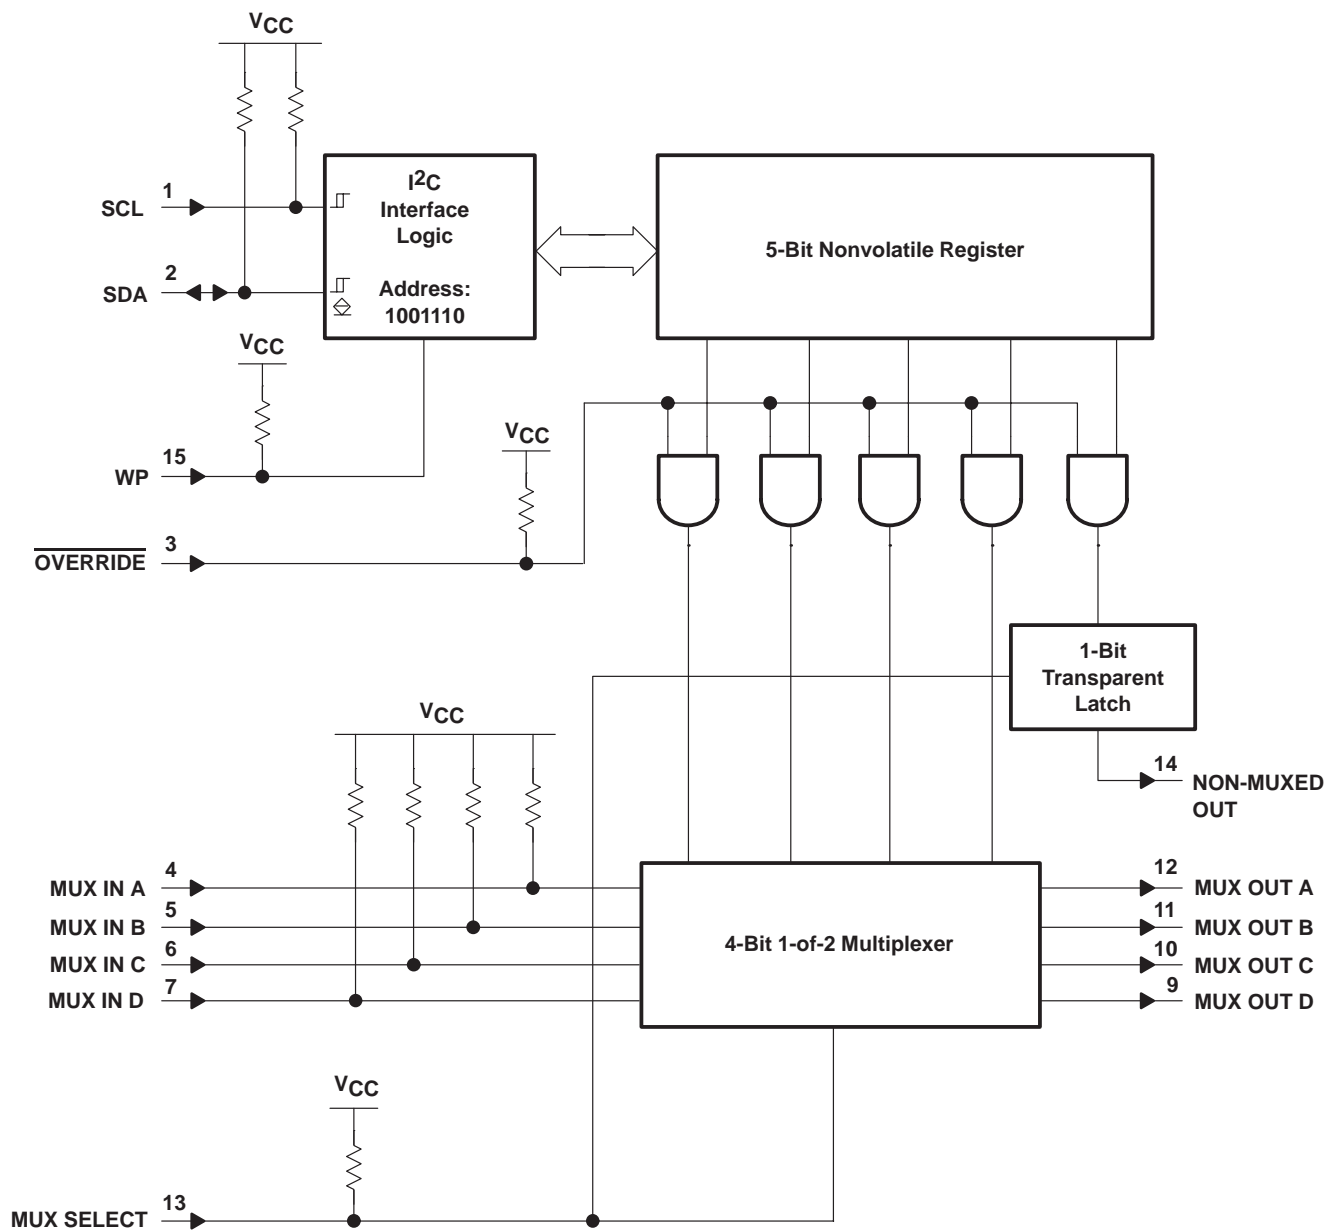 VCC
1
SCL
I2C
Interface
Logic
5-Bit Nonvolatile Register
2
SDA
Address:
1001110
VCC
15
WP
VCC
3
OVERRIDE
1-Bit
Transparent
Latch
VCC
14
NON-MUXED
OUT
4
MUX IN A
5
MUX IN B
6
MUX IN C
7
MUX IN D
4-Bit 1-of-2 Multiplexer
12
MUX OUT A
11
MUX OUT B
10
MUX OUT C
9
MUX OUT D
VCC
13
MUX SELECT